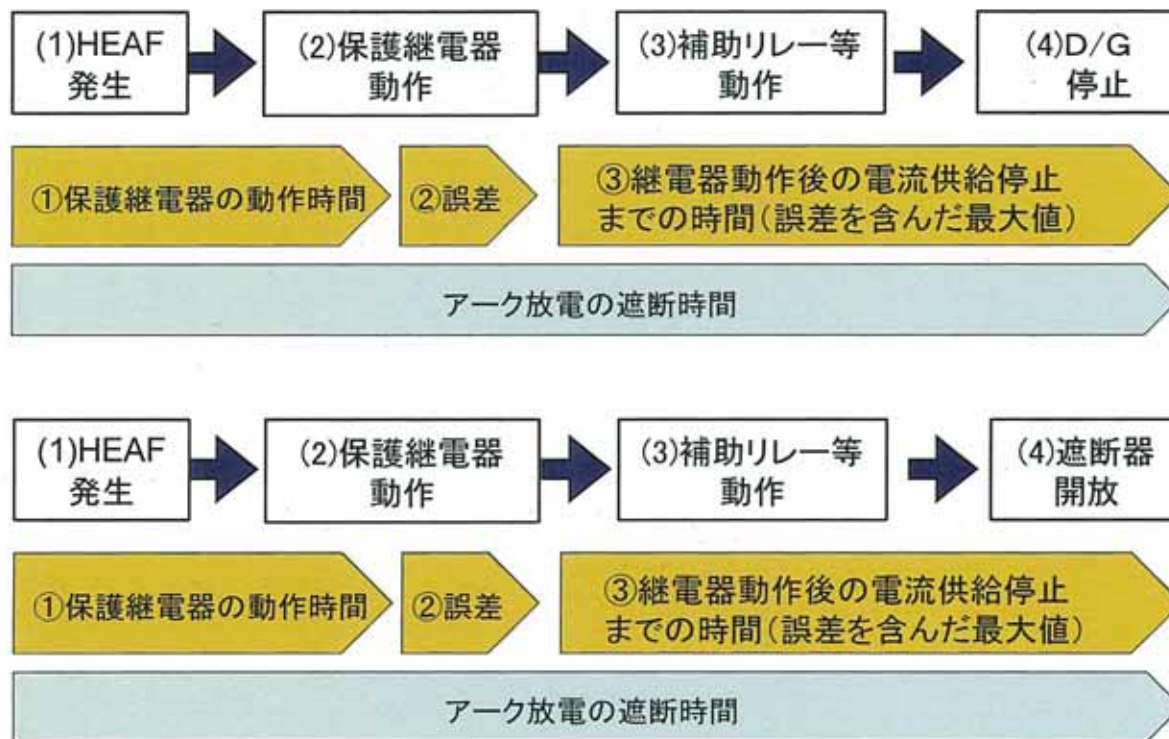 (1)HEAF
発生
(2)保護継電器
動作
(3)補助リレー等
動作
(4)D/G
停止
①保護継電器の動作時間
②誤差
③継電器動作後の電流供給停止
までの時間(誤差を含んだ最大値)
アーク放電の遮断時間
(1)HEAF
発生
(2)保護継電器
動作
(3)補助リレー等
動作
(4)遮断器
開放
①保護継電器の動作時間
②誤差
③継電器動作後の電流供給停止
までの時間(誤差を含んだ最大値)
アーク放電の遮断時間